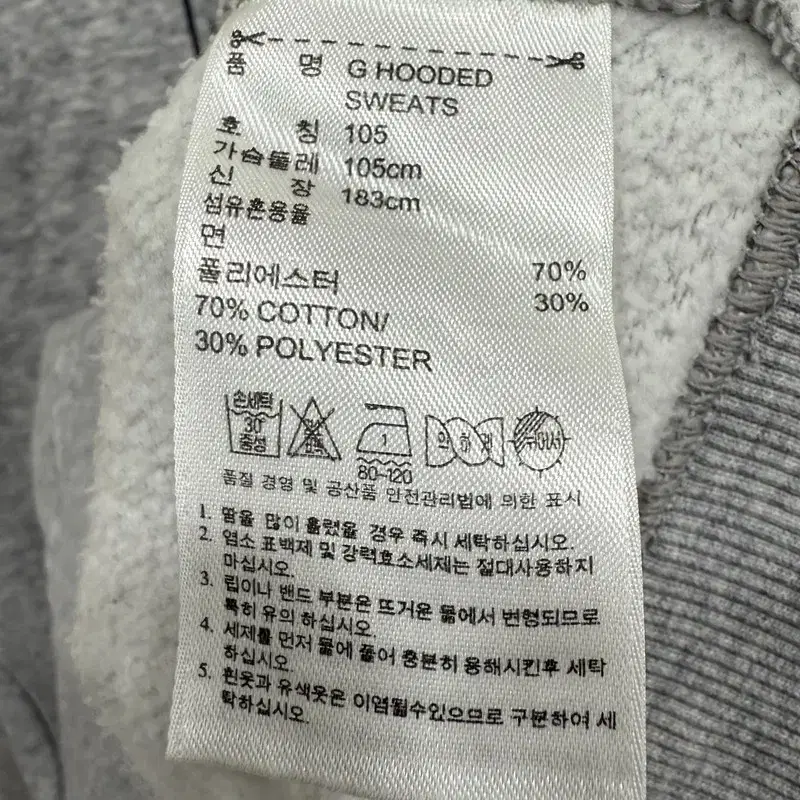 품 명 G HOODED
SWEATS
호 칭 105
가슴둘레 105cm
신 장 183cm
섬유혼용율
면 70%
폴리에스터 30%
70% COTTON/
30% POLYESTER
손세탁
30°
중성
1
80~120
약하게
뉘어서
품질 경영 및 공산품 안전관리법에 의한 표시
1. 땀을 많이 흘렸을 경우 즉시 세탁하십시오.
2. 염소 표백제 및 강력효소세제는 절대사용하지
마십시오.
3. 립이나 밴드 부분은 뜨거운 물에서 변형되므로
특히 유의 하십시오.
4. 세제를 먼저 물에 풀어 충분히 용해시킨후 세탁
하십시오.
5. 흰옷과 유색옷은 이염될수있으므로 구분하여 세
탁하십시오.